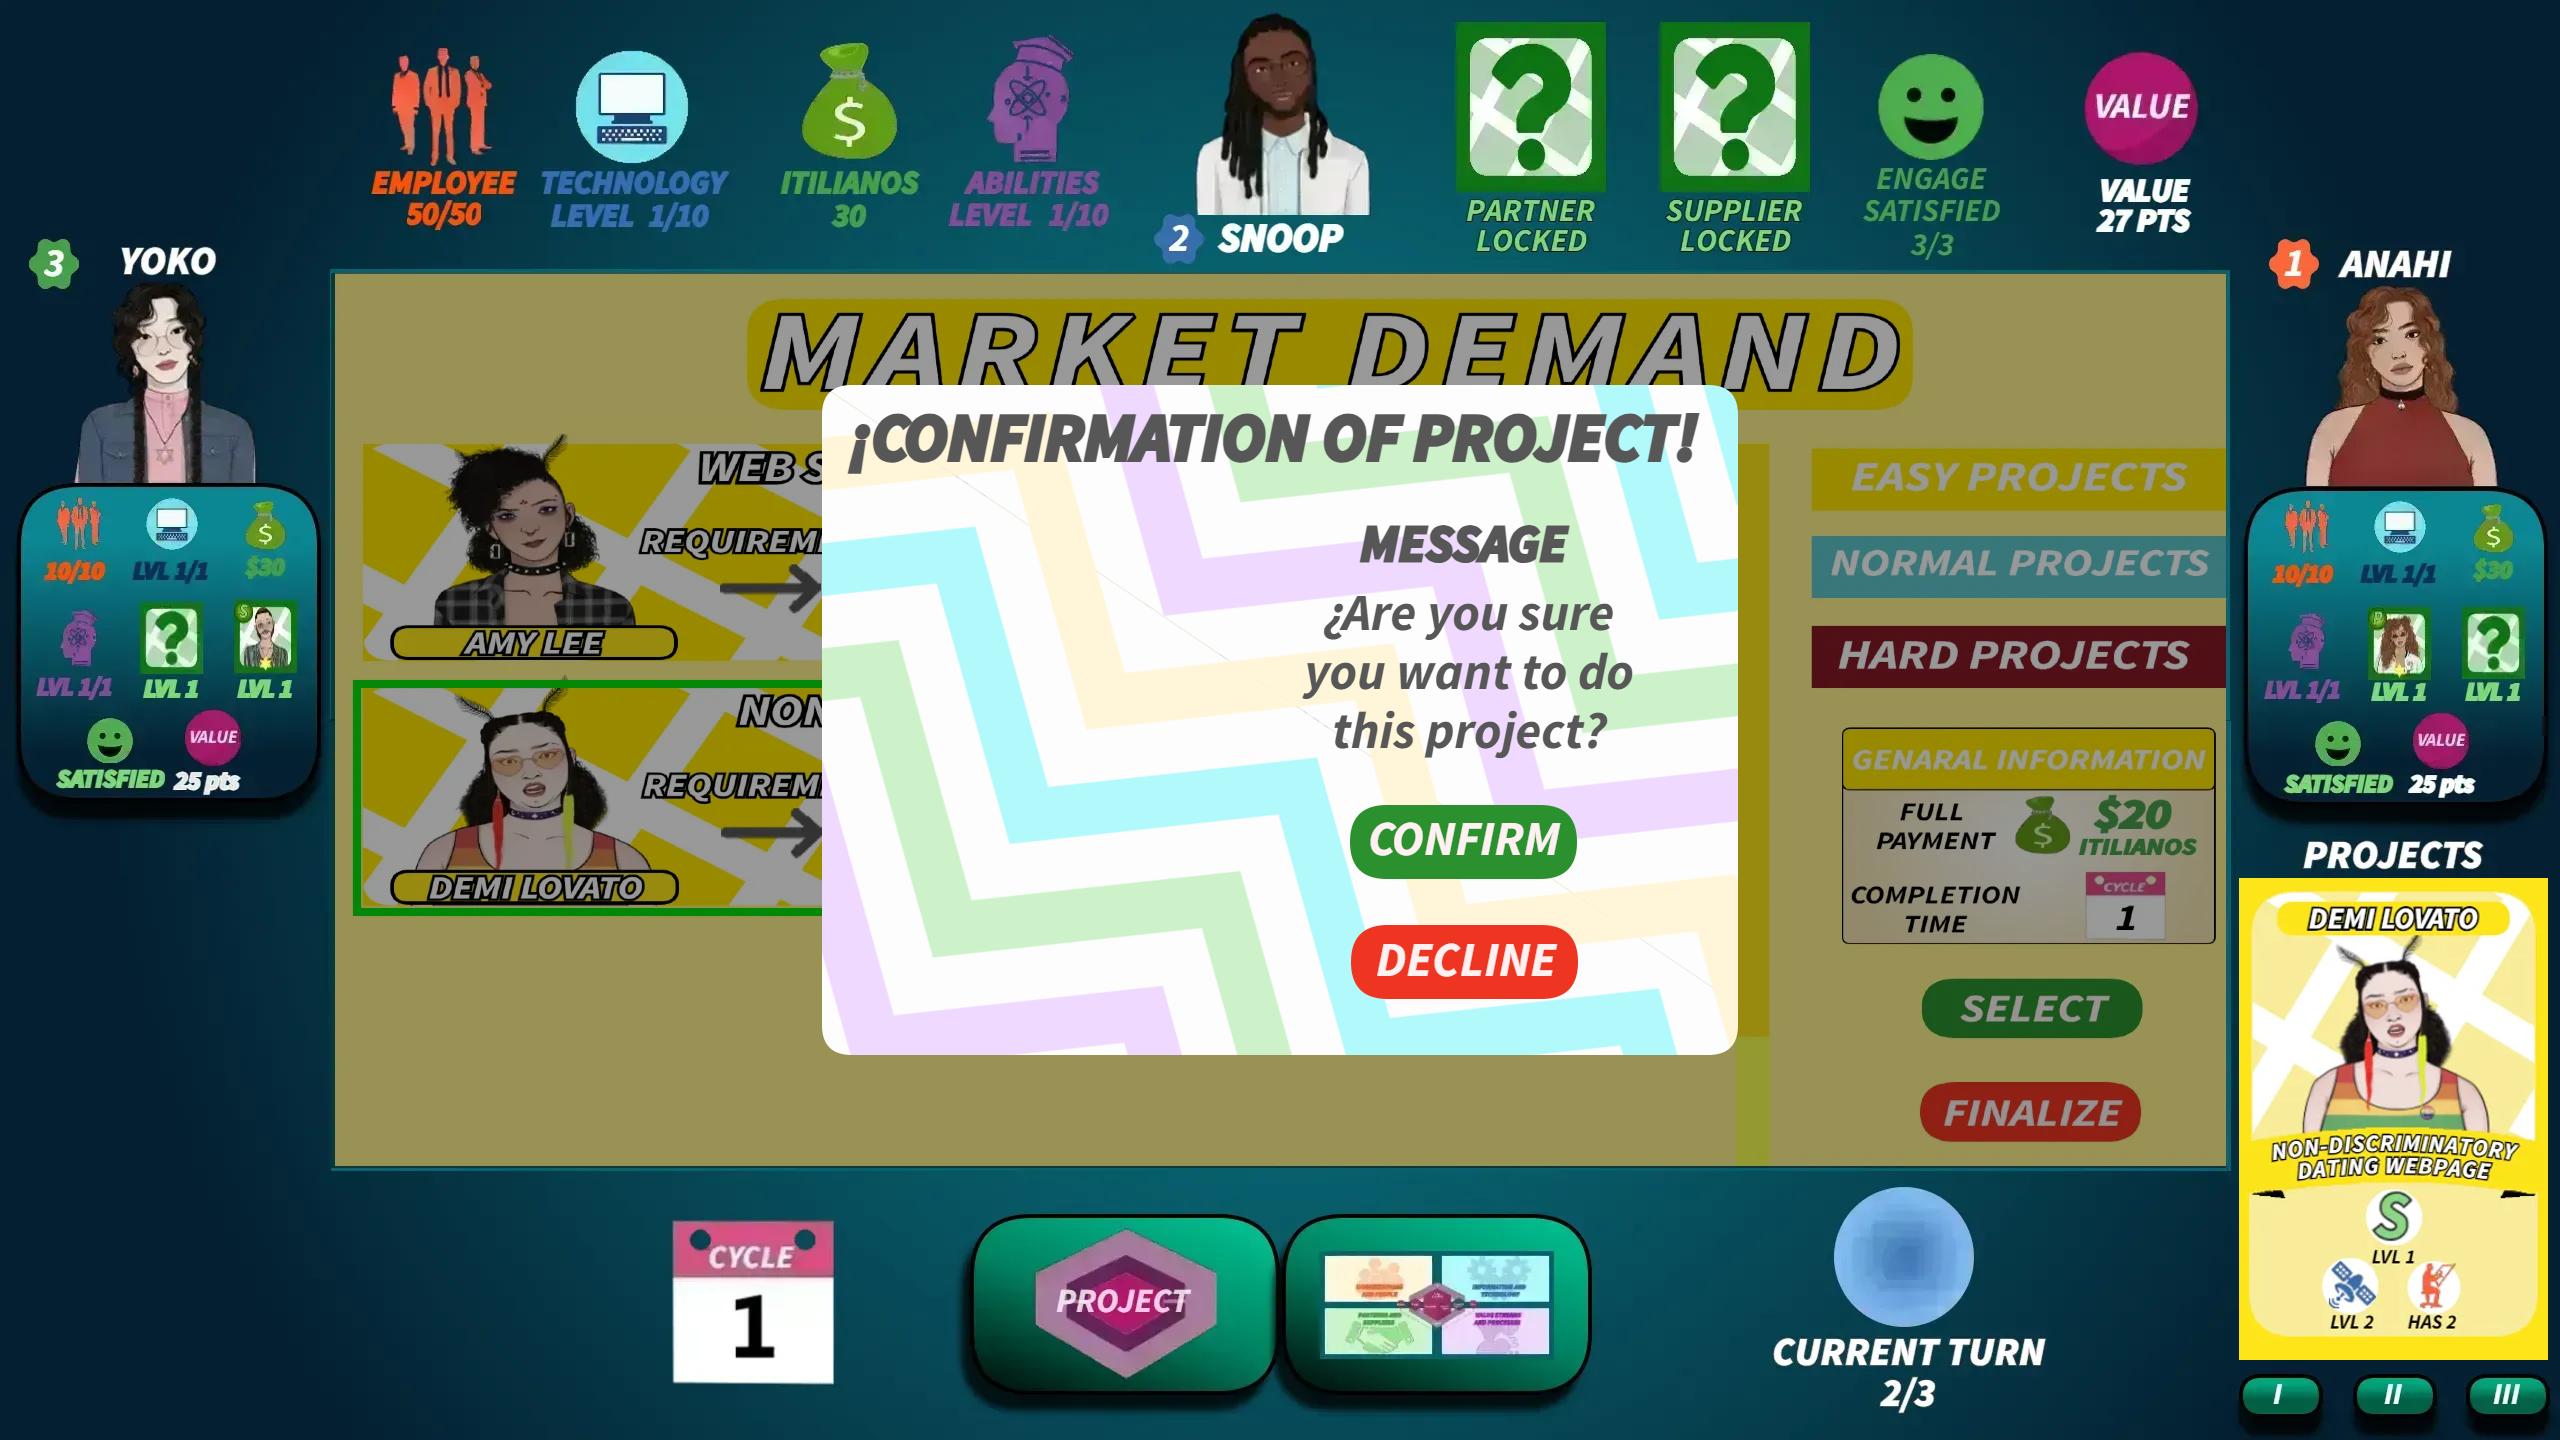 EMPLOYEE
50/50
TECHNOLOGY
LEVEL 1/10
$
ITILIANOS
30
ABILITIES
LEVEL 1/10
2 SNOOP
?
PARTNER
LOCKED
?
SUPPLIER
LOCKED
ENGAGE
SATISFIED
3/3
VALUE
VALUE
27 PTS
3 YOKO
$
10/10 LVL 1/1 $30
?
S
LVL 1/1 LVL 1 LVL 1
VALUE
SATISFIED 25 pts
1 ANAHI
$
10/10 LVL 1/1 $30
?
LVL 1/1 LVL 1 LVL 1
VALUE
SATISFIED 25 pts
MARKET DEMAND
WEB S
REQUIREM
AMY LEE
NON
REQUIREM
DEMI LOVATO
¡CONFIRMATION OF PROJECT!
MESSAGE
¿Are you sure
you want to do
this project?
CONFIRM
DECLINE
EASY PROJECTS
NORMAL PROJECTS
HARD PROJECTS
GENARAL INFORMATION
FULL
PAYMENT
$
$20
ITILIANOS
COMPLETION
TIME
CYCLE
1
SELECT
FINALIZE
PROJECTS
DEMI LOVATO
NON-DISCRIMINATORY
DATING WEBPAGE
S
LVL 1
LVL 2 HAS 2
I II III
CYCLE
1
PROJECT
CURRENT TURN
2/3